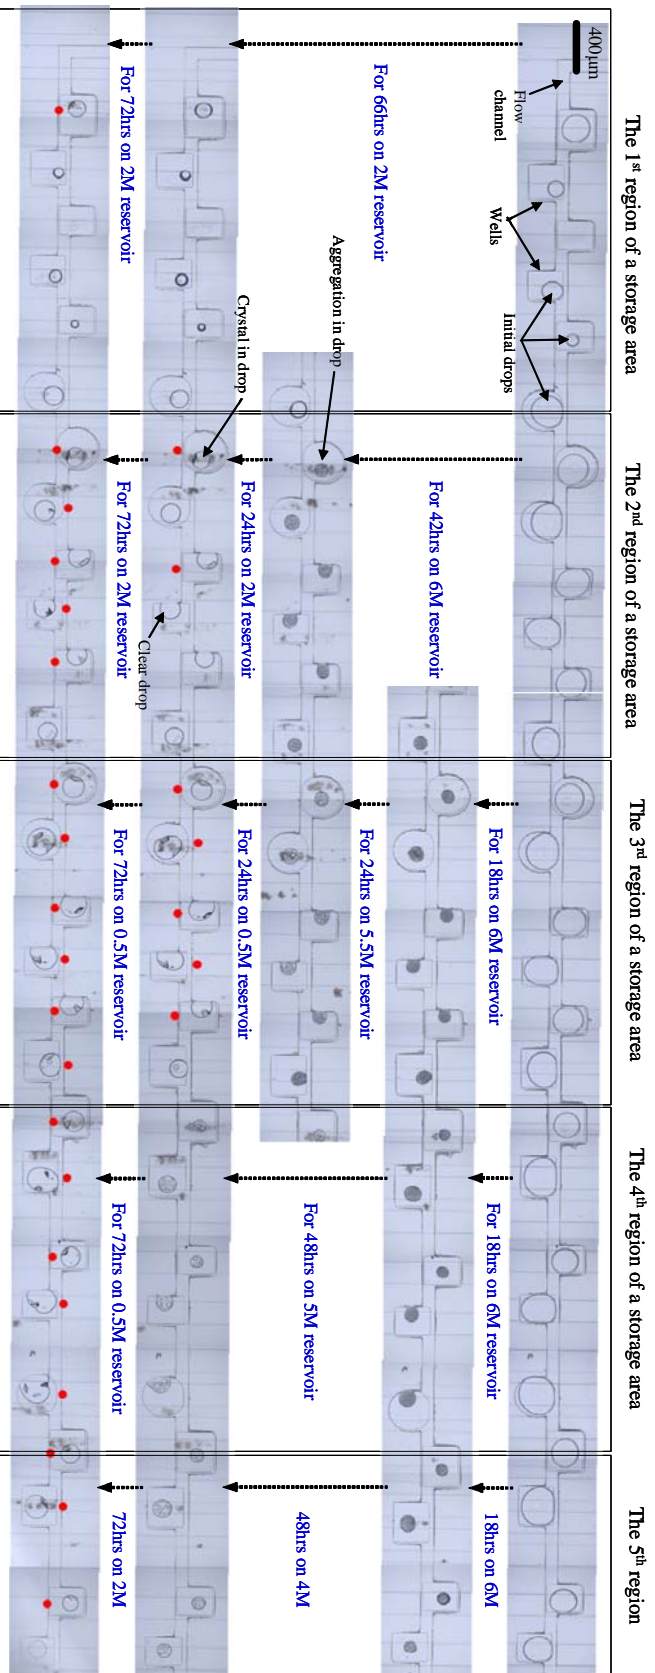 The 1st region of a storage area
400μm
Flow
channel
Wells
Initial drops
For 66hrs on 2M reservoir
For 72hrs on 2M reservoir
Aggregation in drop
Crystal in drop
The 2nd region of a storage area
For 42hrs on 6M reservoir
For 24hrs on 2M reservoir
For 72hrs on 2M reservoir
Clear drop
The 3rd region of a storage area
For 18hrs on 6M reservoir
For 24hrs on 5.5M reservoir
For 24hrs on 0.5M reservoir
For 72hrs on 0.5M reservoir
The 4th region of a storage area
For 18hrs on 6M reservoir
For 48hrs on 5M reservoir
For 72hrs on 0.5M reservoir
The 5th region
18hrs on 6M
48hrs on 4M
72hrs on 2M